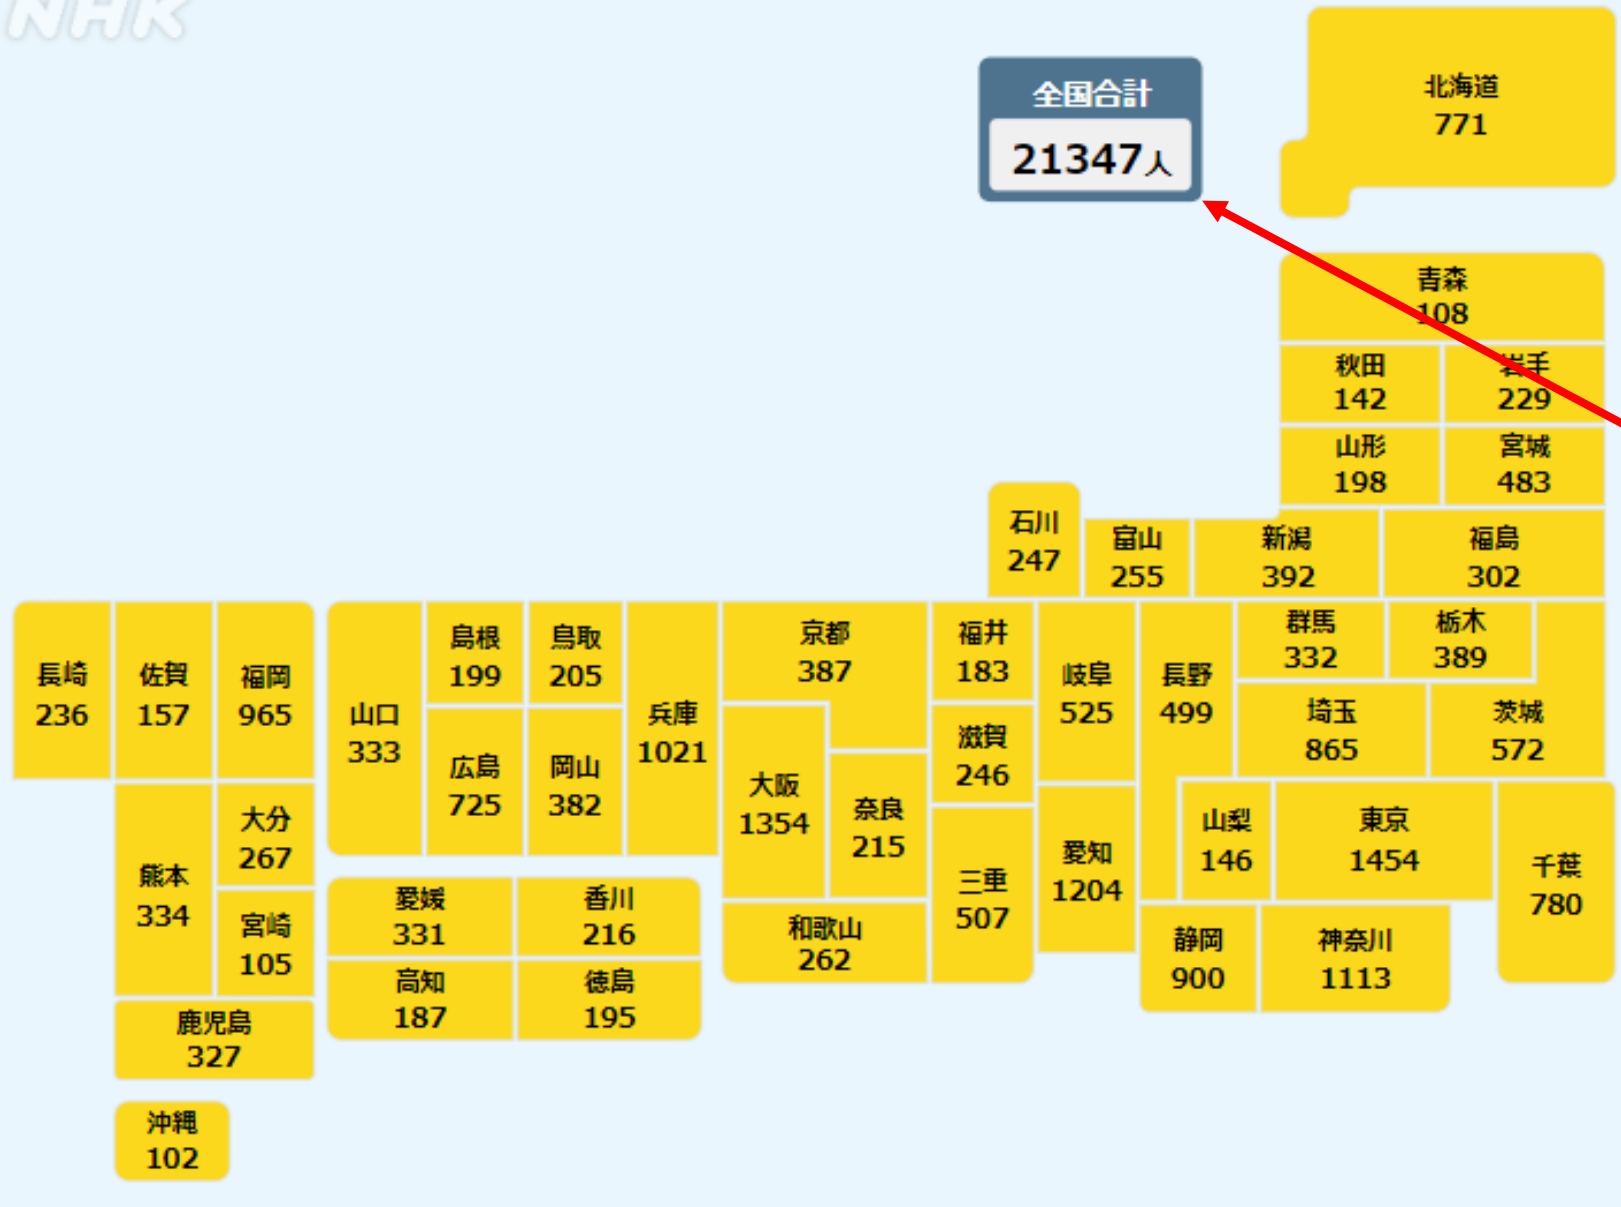 NHK
全国合計
21347人
北海道
771
青森
108
秋田
142
岩手
229
山形
198
宮城
483
石川
247
富山
255
新潟
392
福島
302
長崎
236
佐賀
157
福岡
965
山口
333
島根
199
鳥取
205
兵庫
1021
京都
387
福井
183
岐阜
525
長野
499
群馬
332
栃木
389
広島
725
岡山
382
大阪
1354
奈良
215
滋賀
246
埼玉
865
茨城
572
熊本
334
大分
267
宮崎
105
愛媛
331
香川
216
和歌山
262
三重
507
愛知
1204
山梨
146
東京
1454
千葉
780
静岡
900
神奈川
1113
高知
187
徳島
195
鹿児島
327
沖縄
102